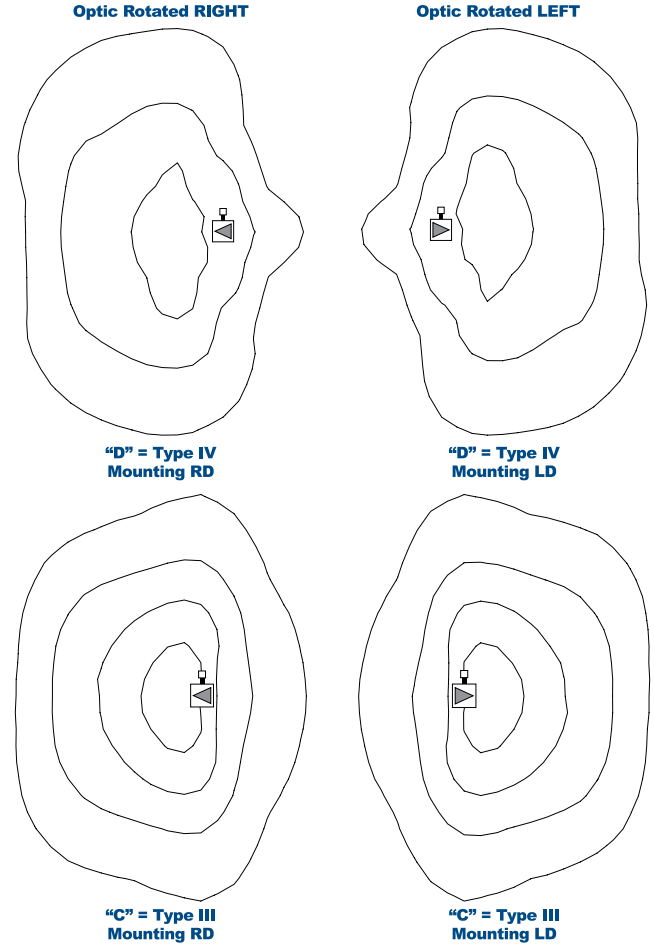 Optic Rotated RIGHT
Optic Rotated LEFT
“D” = Type IV
Mounting RD
“D” = Type IV
Mounting LD
“C” = Type III
Mounting RD
“C” = Type III
Mounting LD